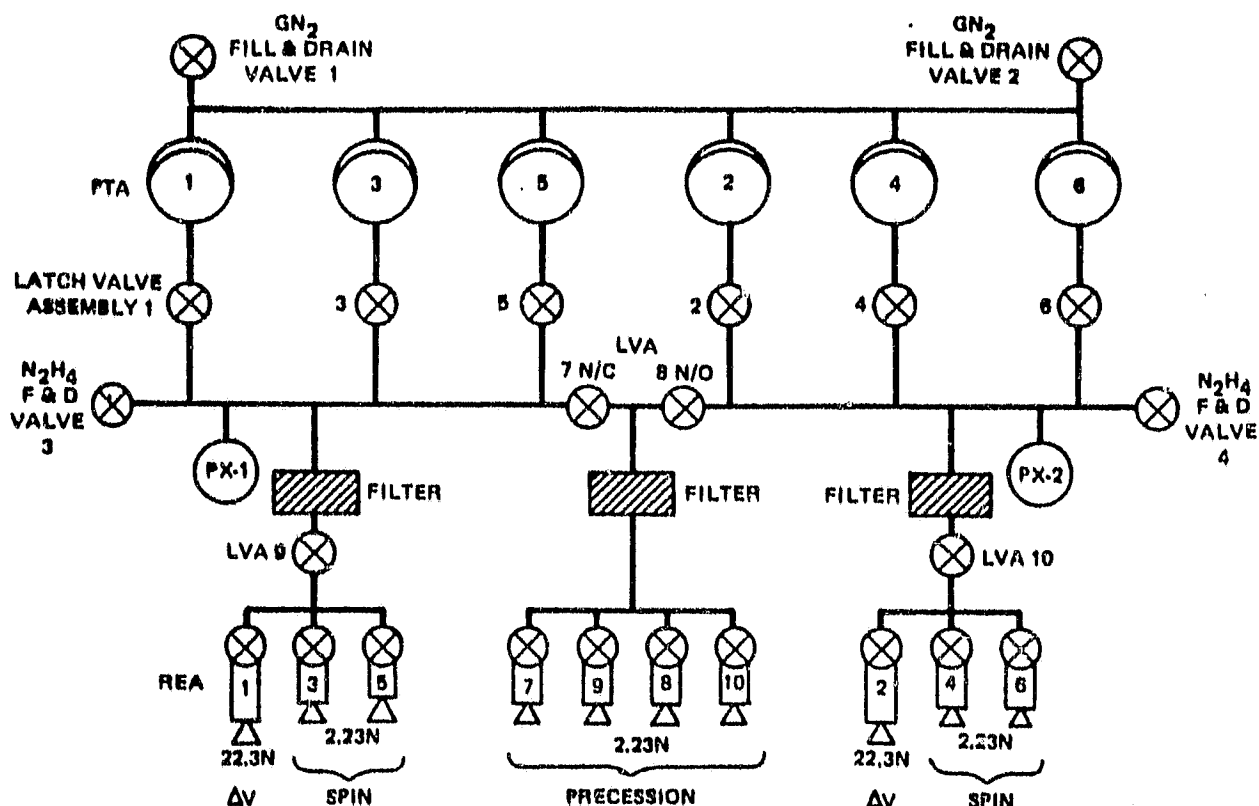 GN2
FILL & DRAIN
VALVE 1
GN2
FILL & DRAIN
VALVE 2
PTA
1
3
5
2
4
6
LATCH VALVE
ASSEMBLY 1
3
5
2
4
6
LVA
7 N/C
8 N/O
N2H4
F & D
VALVE
3
N2H4
F & D
VALVE
4
PX-1
FILTER
FILTER
FILTER
PX-2
LVA 9
LVA 10
REA
1
3
5
7
9
8
10
2
4
6
22.3N
2.23N
2.23N
22.3N
2.23N
ΔV
SPIN
PRECESSION
ΔV
SPIN